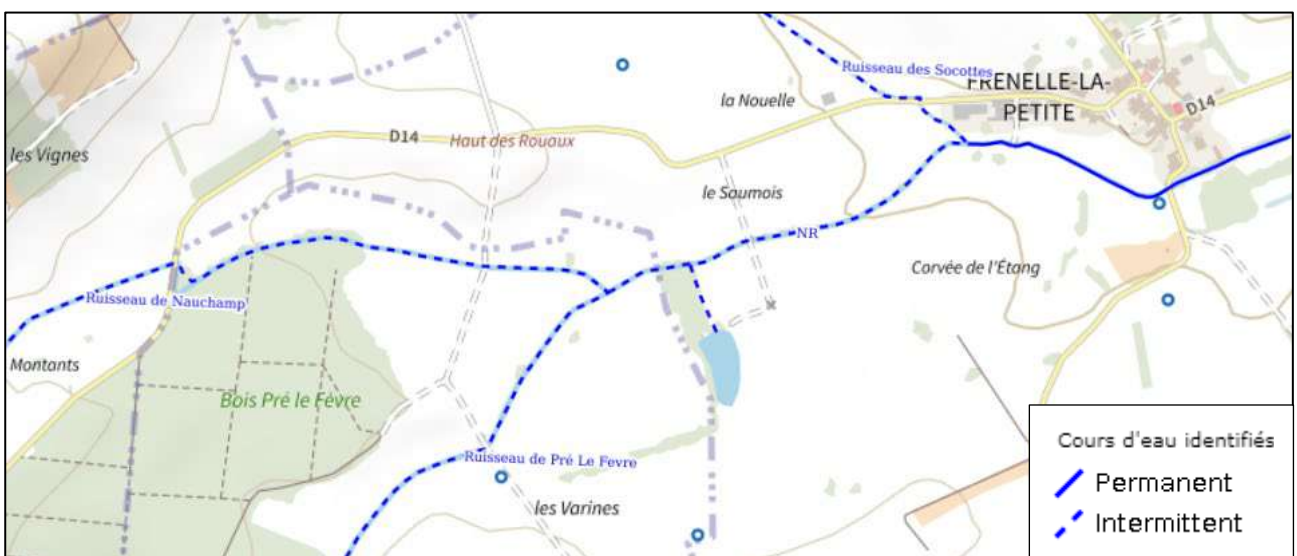 Ruisseau des Socottes
FRENELLE-LA-
PETITE
la Nouelle
D14
D14
Haut des Rouaux
les Vignes
le Saumois
NR
Corvée de l'Étang
Ruisseau de Nauchamp
Montants
Bois Pré le Fèvre
Ruisseau de Pré Le Fevre
les Varines
Cours d'eau identifiés
Permanent
Intermittent